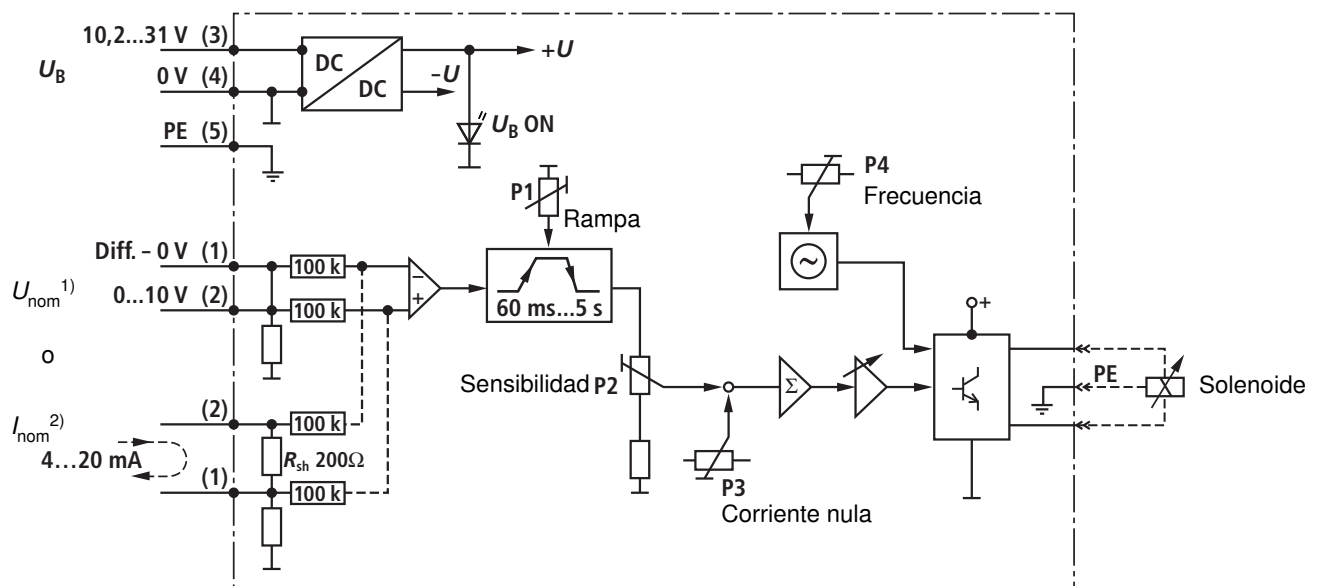 10,2...31 V (3)
U_B
0 V (4)
PE (5)
DC
DC
+U
–U
U_B ON
P1
Rampa
P4
Frecuencia
Diff. – 0 V (1)
100 k
U_nom 1)
0...10 V (2)
100 k
–
+
60 ms...5 s
~
+
o
Sensibilidad P2
Σ
PE
Solenoide
(2)
100 k
I_nom 2)
4...20 mA
R_sh 200Ω
(1)
100 k
P3
Corriente nula